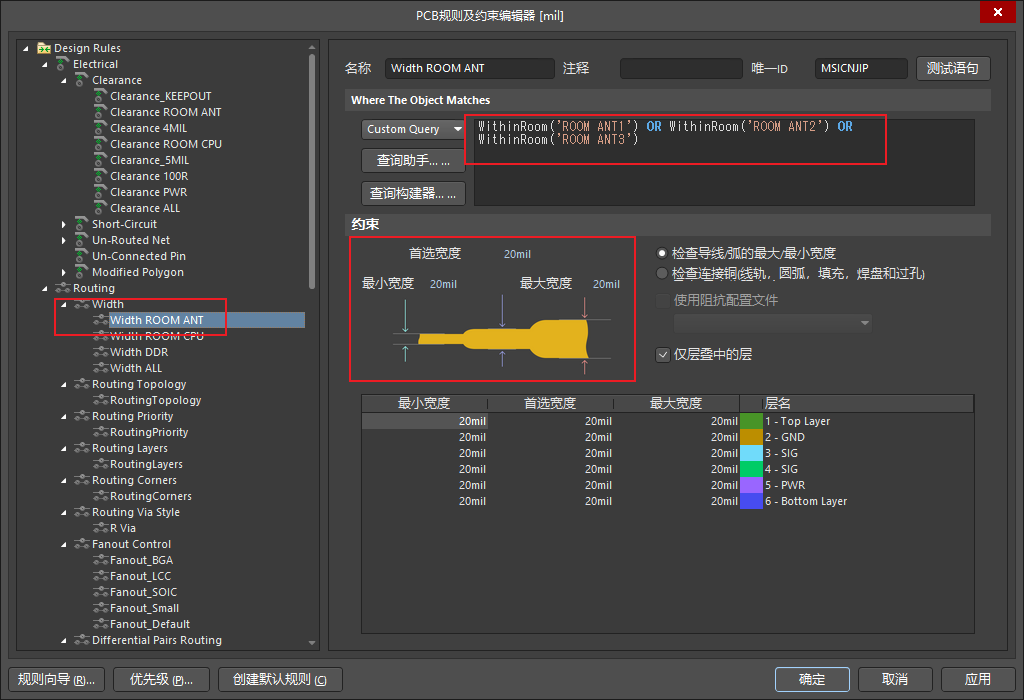 PCB规则及约束编辑器 [mil]
Design Rules
Electrical
Clearance
Clearance_KEEPOUT
Clearance ROOM ANT
Clearance 4MIL
Clearance ROOM CPU
Clearance_5MIL
Clearance 100R
Clearance PWR
Clearance ALL
Short-Circuit
Un-Routed Net
Un-Connected Pin
Modified Polygon
Routing
Width
Width ROOM ANT
Width ROOM CPU
Width DDR
Width ALL
Routing Topology
RoutingTopology
Routing Priority
RoutingPriority
Routing Layers
RoutingLayers
Routing Corners
RoutingCorners
Routing Via Style
R Via
Fanout Control
Fanout_BGA
Fanout_LCC
Fanout_SOIC
Fanout_Small
Fanout_Default
Differential Pairs Routing
名称 Width ROOM ANT 注释 唯一ID MSICNJIP 测试语句
Where The Object Matches
Custom Query
查询助手... ...
查询构建器... ...
WithinRoom('ROOM ANT1') OR WithinRoom('ROOM ANT2') OR
WithinRoom('ROOM ANT3')
约束
首选宽度 20mil
最小宽度 20mil 最大宽度 20mil
检查导线/弧的最大/最小宽度
检查连接铜(线轨，圆弧，填充，焊盘和过孔)
使用阻抗配置文件
仅层叠中的层
最小宽度 首选宽度 最大宽度 层名
20mil 20mil 20mil 1 - Top Layer
20mil 20mil 20mil 2 - GND
20mil 20mil 20mil 3 - SIG
20mil 20mil 20mil 4 - SIG
20mil 20mil 20mil 5 - PWR
20mil 20mil 20mil 6 - Bottom Layer
规则向导 (R)... 优先级 (P)... 创建默认规则 (C) 确定 取消 应用